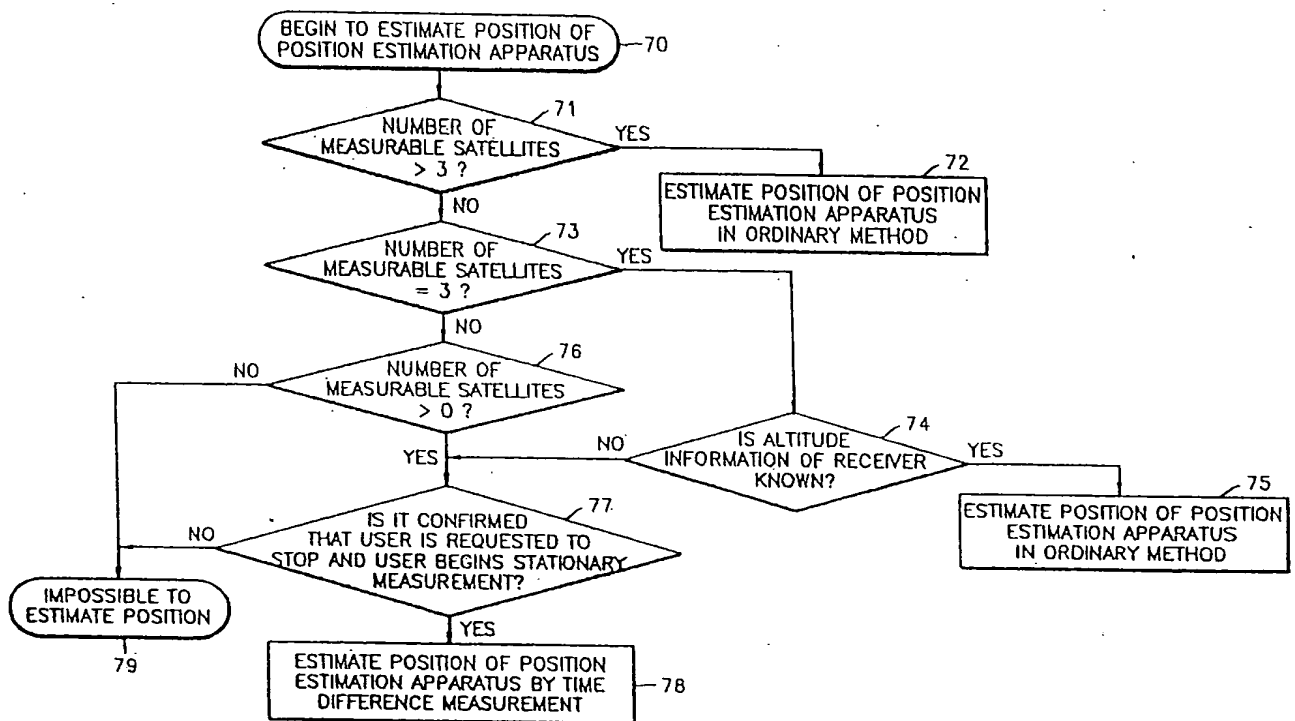 BEGIN TO ESTIMATE POSITION OF
POSITION ESTIMATION APPARATUS
70
71
NUMBER OF
MEASURABLE SATELLITES
> 3 ?
YES
NO
72
ESTIMATE POSITION OF POSITION
ESTIMATION APPARATUS
IN ORDINARY METHOD
73
NUMBER OF
MEASURABLE SATELLITES
= 3 ?
YES
NO
76
NUMBER OF
MEASURABLE SATELLITES
> 0 ?
NO
YES
74
IS ALTITUDE
INFORMATION OF RECEIVER
KNOWN?
NO
YES
75
ESTIMATE POSITION OF POSITION
ESTIMATION APPARATUS
IN ORDINARY METHOD
77
IS IT CONFIRMED
THAT USER IS REQUESTED TO
STOP AND USER BEGINS STATIONARY
MEASUREMENT?
NO
YES
IMPOSSIBLE TO
ESTIMATE POSITION
79
ESTIMATE POSITION OF POSITION
ESTIMATION APPARATUS BY TIME
DIFFERENCE MEASUREMENT
78